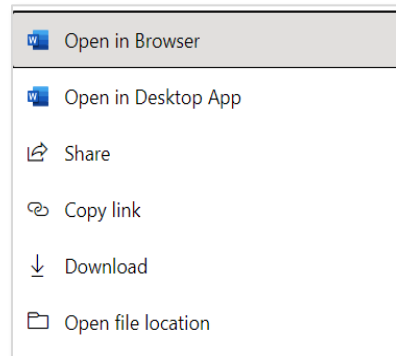 Open in Browser
Open in Desktop App
Share
Copy link
Download
Open file location